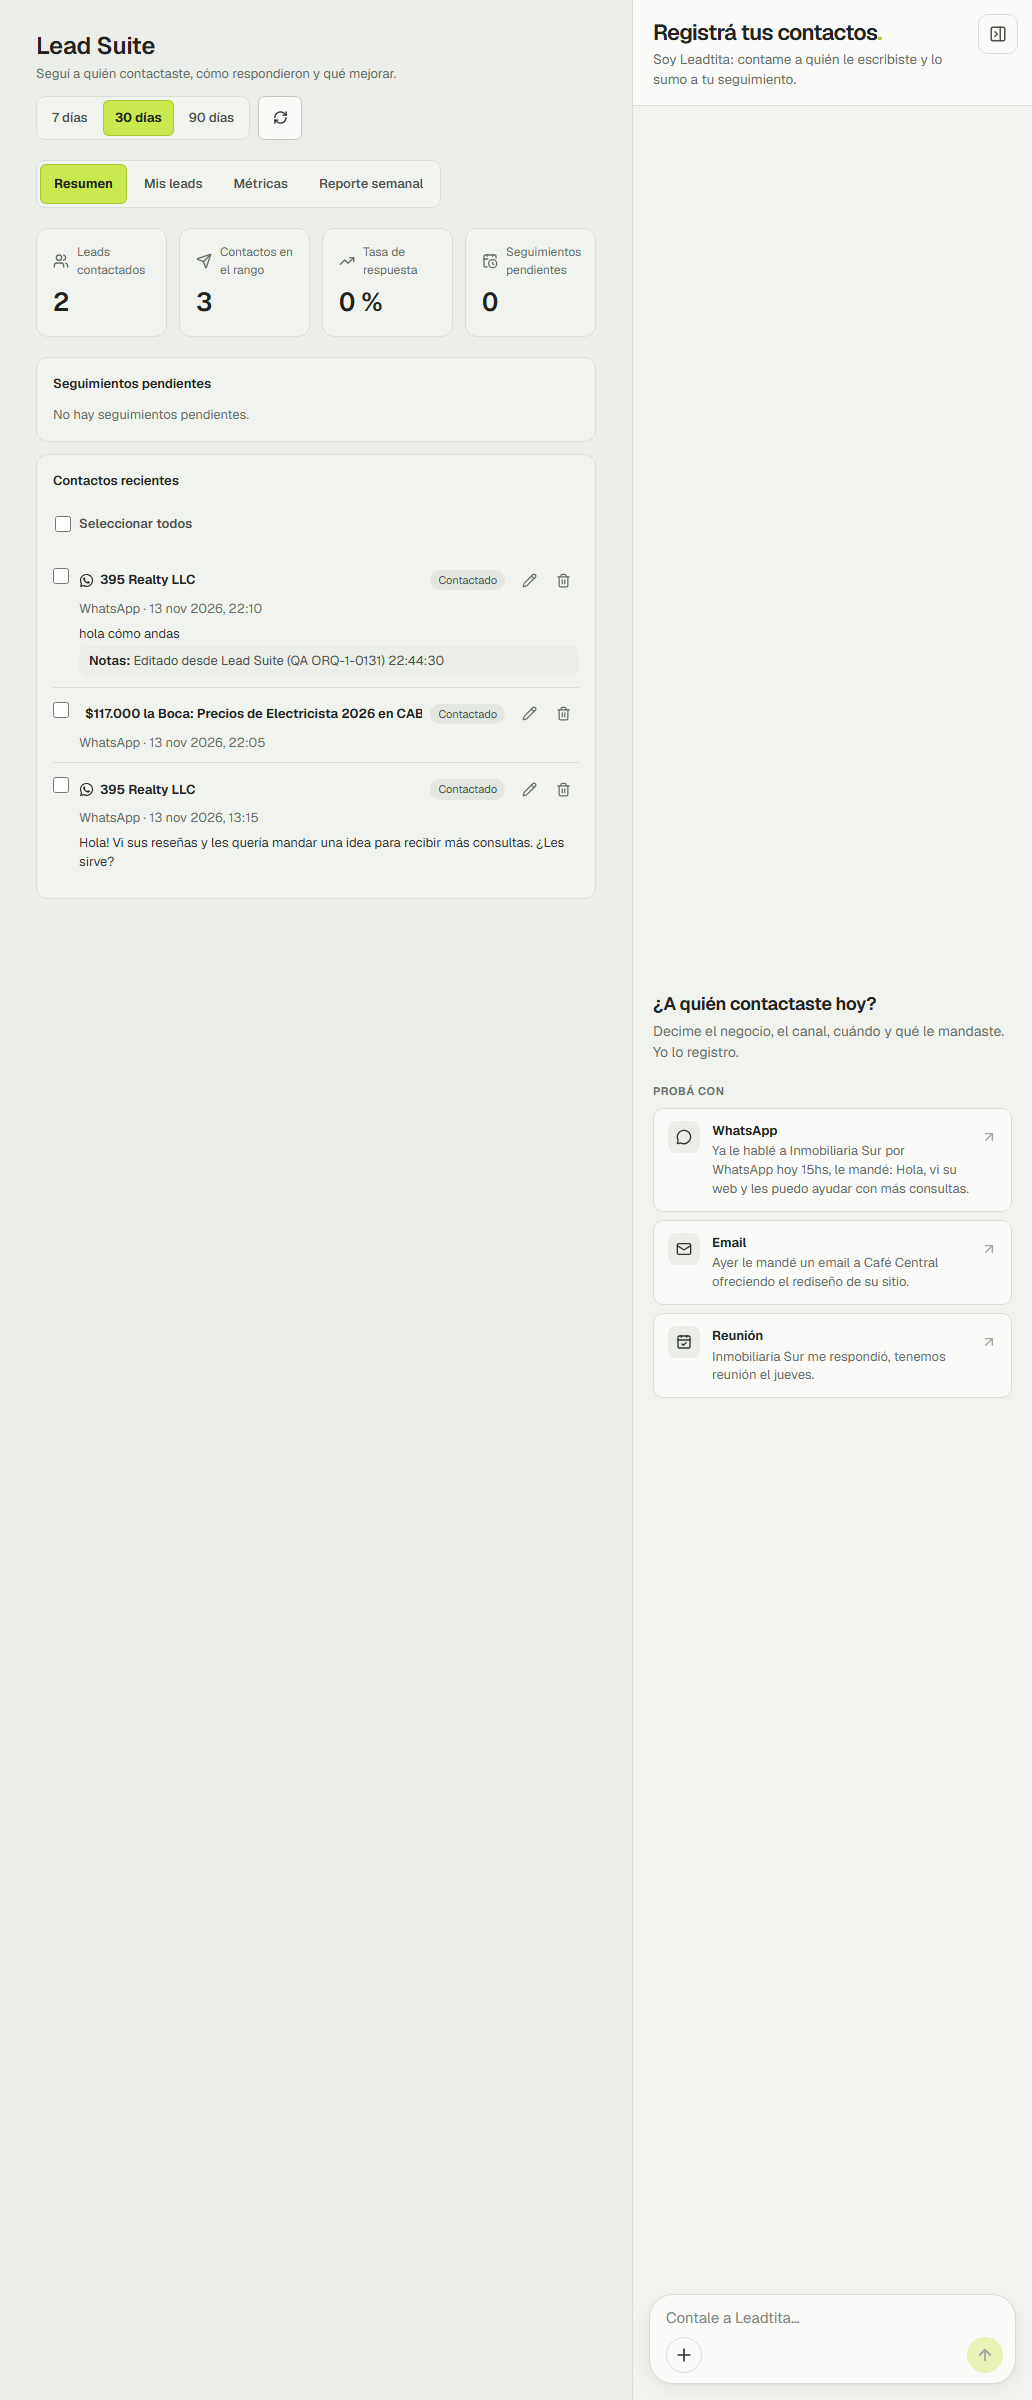 Lead Suite
Seguí a quién contactaste, cómo respondieron y qué mejorar.
7 días
30 días
90 días
Resumen
Mis leads
Métricas
Reporte semanal
Leads
contactados
2
Contactos en
el rango
3
Tasa de
respuesta
0 %
Seguimientos
pendientes
0
Seguimientos pendientes
No hay seguimientos pendientes.
Contactos recientes
Seleccionar todos
395 Realty LLC
Contactado
WhatsApp · 13 nov 2026, 22:10
hola cómo andas
Notas: Editado desde Lead Suite (QA ORQ-1-0131) 22:44:30
$117.000 la Boca: Precios de Electricista 2026 en CAB
Contactado
WhatsApp · 13 nov 2026, 22:05
395 Realty LLC
Contactado
WhatsApp · 13 nov 2026, 13:15
Hola! Vi sus reseñas y les quería mandar una idea para recibir más consultas. ¿Les
sirve?
Registrá tus contactos.
Soy Leadtita: contame a quién le escribiste y lo
sumo a tu seguimiento.
¿A quién contactaste hoy?
Decime el negocio, el canal, cuándo y qué le mandaste.
Yo lo registro.
PROBÁ CON
WhatsApp
Ya le hablé a Inmobiliaria Sur por
WhatsApp hoy 15hs, le mandé: Hola, vi su
web y les puedo ayudar con más consultas.
Email
Ayer le mandé un email a Café Central
ofreciendo el rediseño de su sitio.
Reunión
Inmobiliaria Sur me respondió, tenemos
reunión el jueves.
Contale a Leadtita...